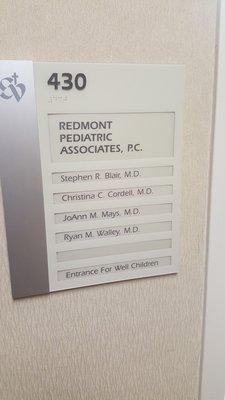 430
REDMONT
PEDIATRIC
ASSOCIATES, P.C.
Stephen R. Blair, M.D.
Christina C. Cordell, M.D.
JoAnn M. Mays, M.D.
Ryan M. Walley, M.D.
Entrance For Well Children